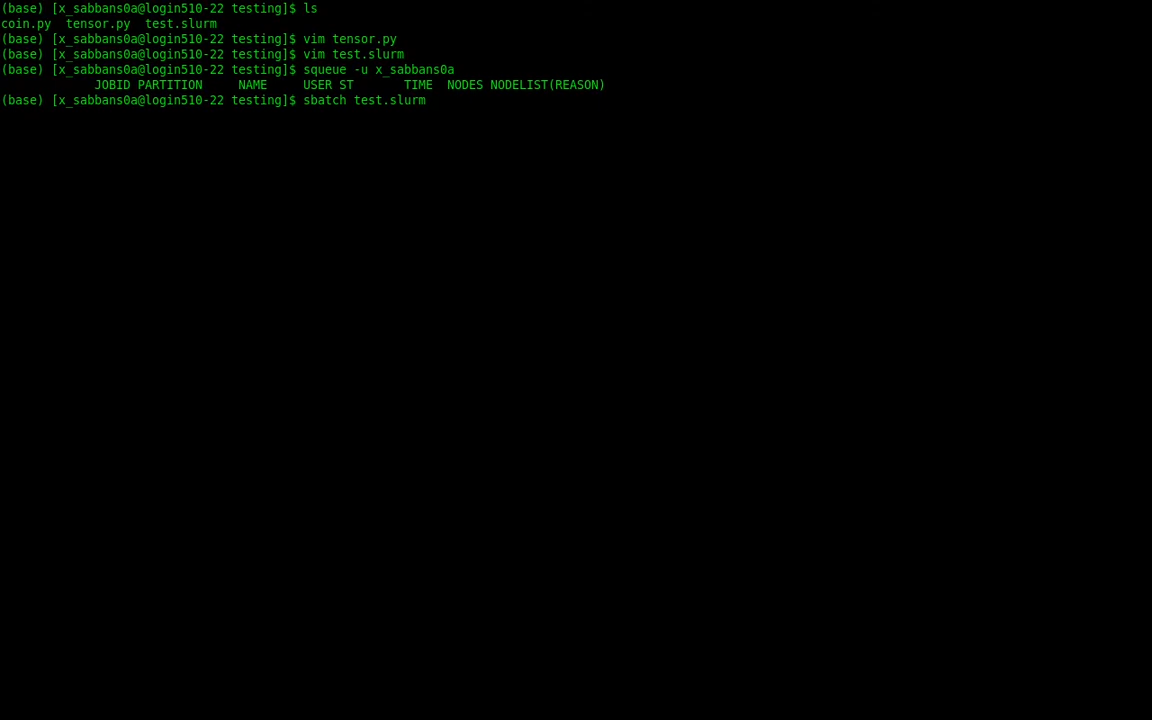 (base) [x_sabbans0a@login510-22 testing]$ ls
coin.py  tensor.py  test.slurm
(base) [x_sabbans0a@login510-22 testing]$ vim tensor.py
(base) [x_sabbans0a@login510-22 testing]$ vim test.slurm
(base) [x_sabbans0a@login510-22 testing]$ squeue -u x_sabbans0a
             JOBID PARTITION     NAME     USER ST       TIME  NODES NODELIST(REASON)
(base) [x_sabbans0a@login510-22 testing]$ sbatch test.slurm